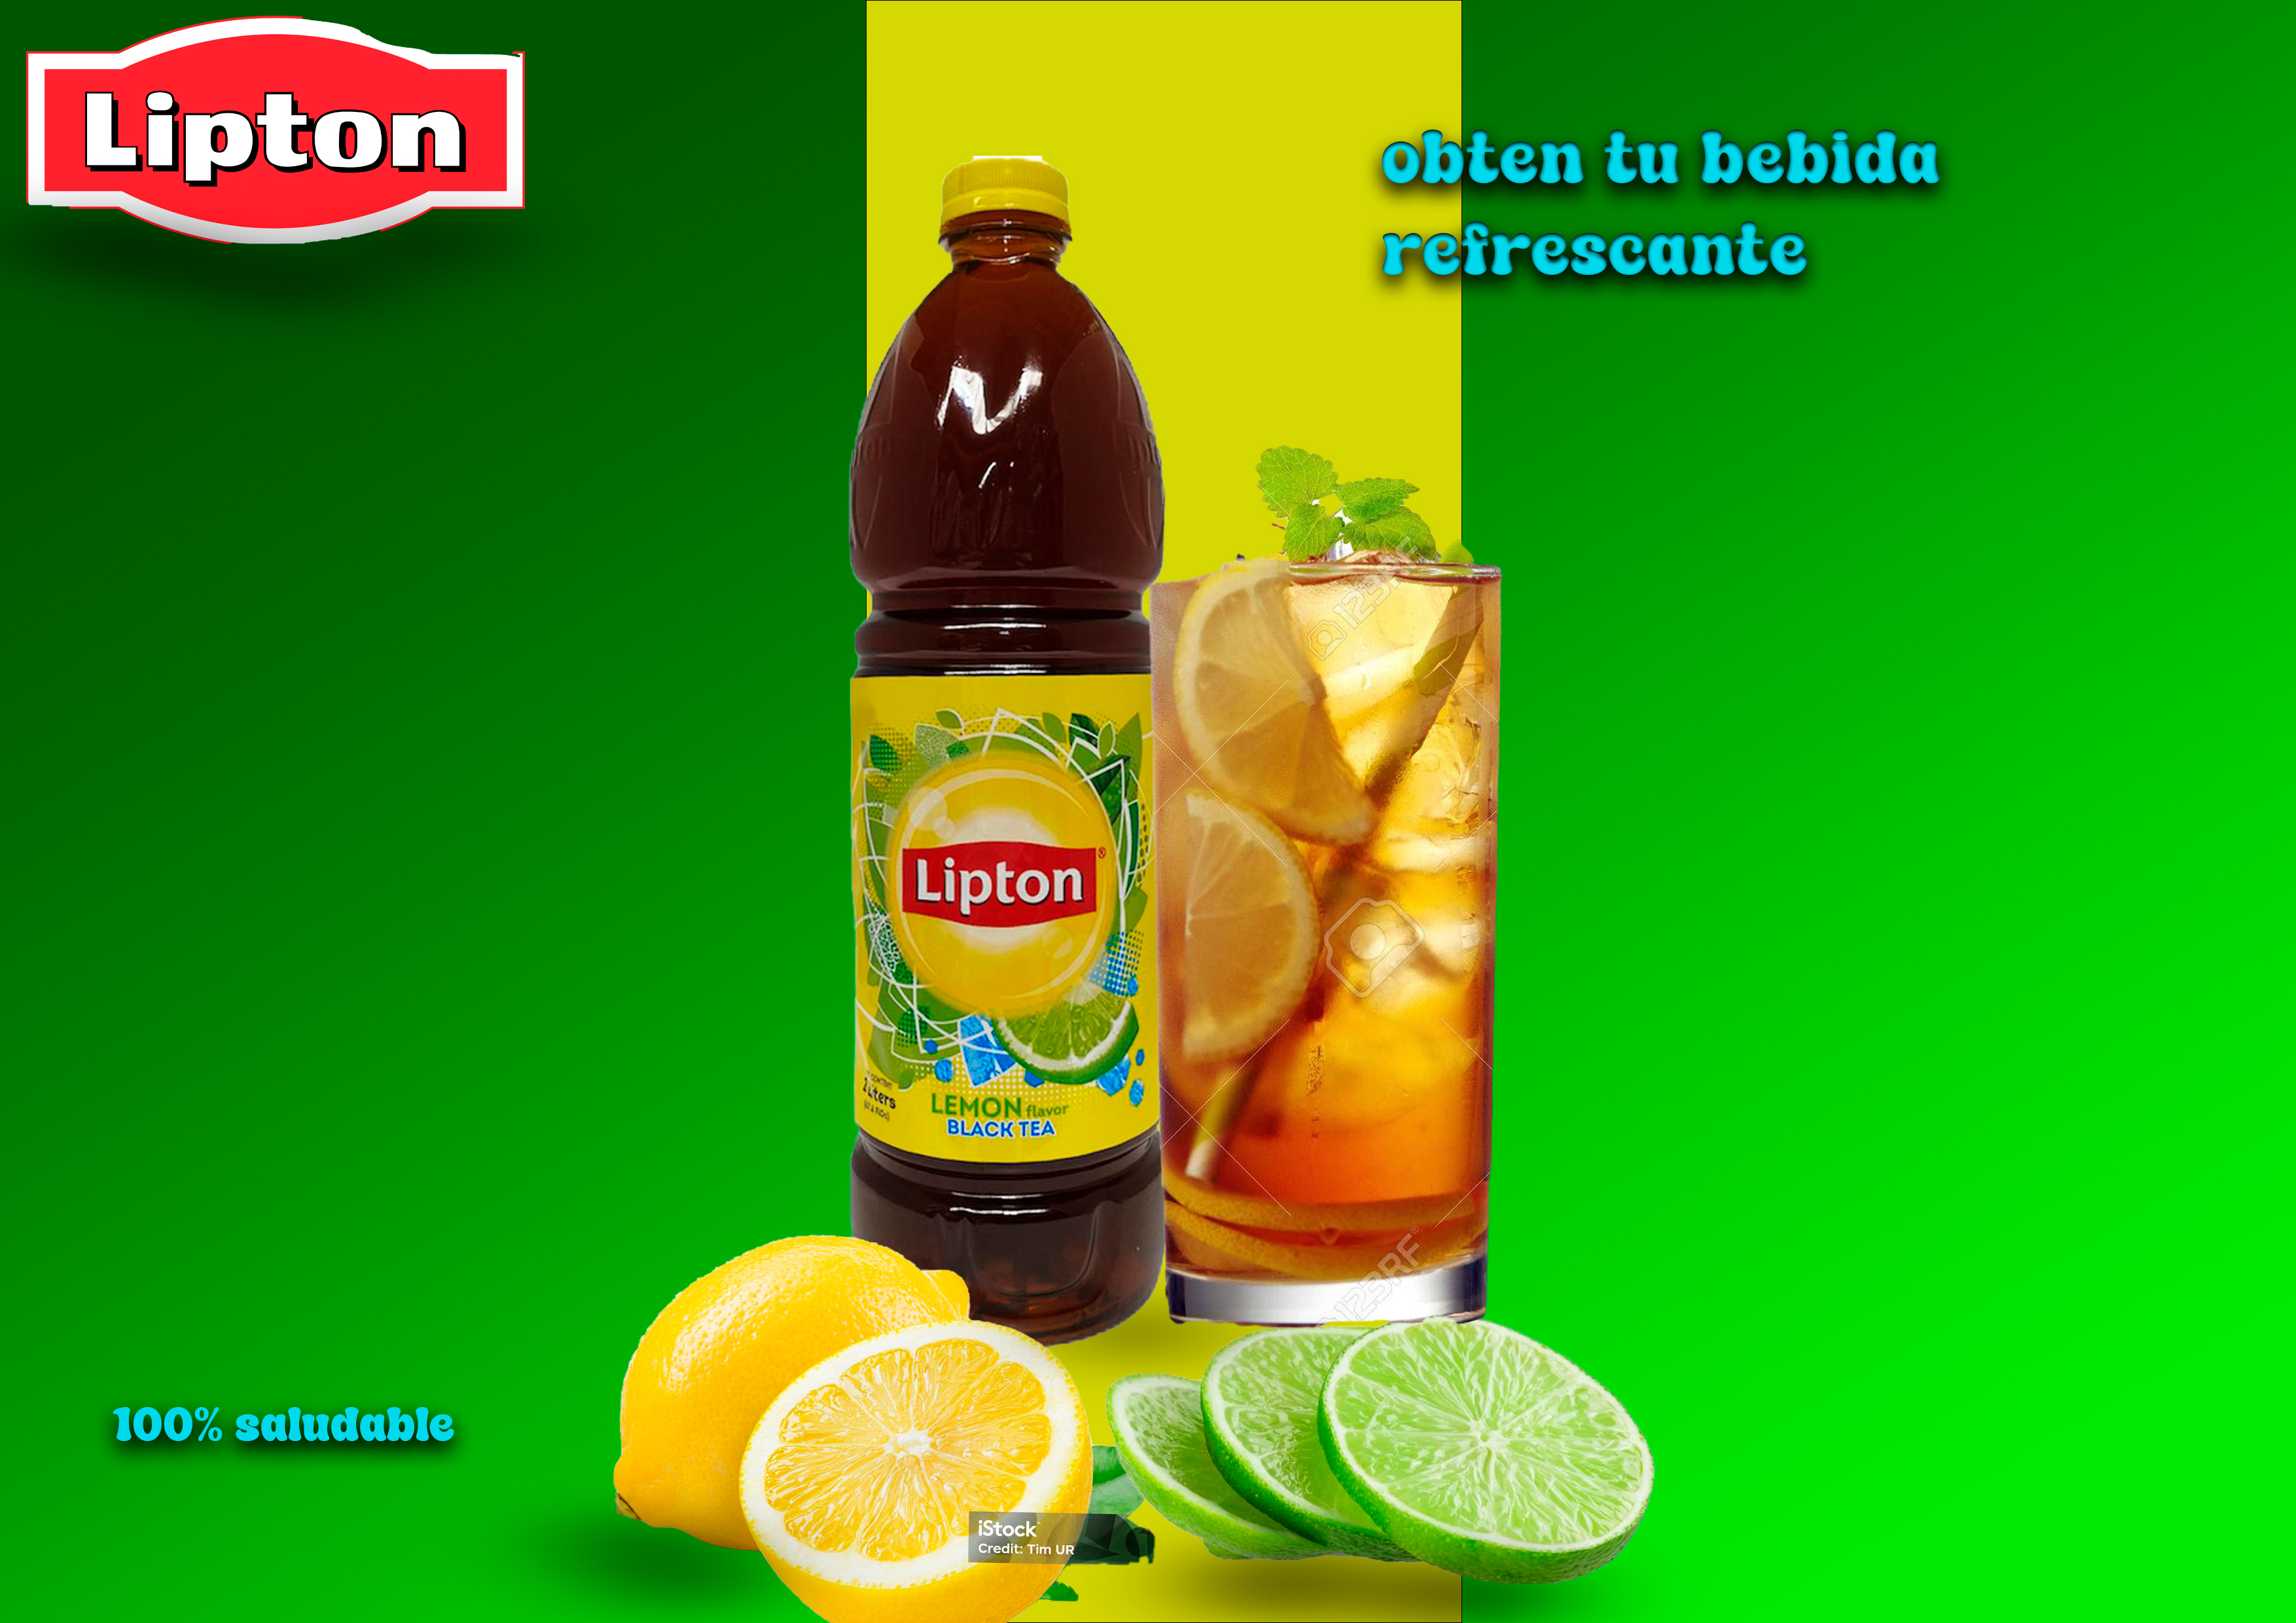 Lipton
obten tu bebida
refrescante
Lipton
®
2 Liters
LEMON flavor
BLACK TEA
123RF
123RF
100% saludable
iStock
Credit: Tim UR